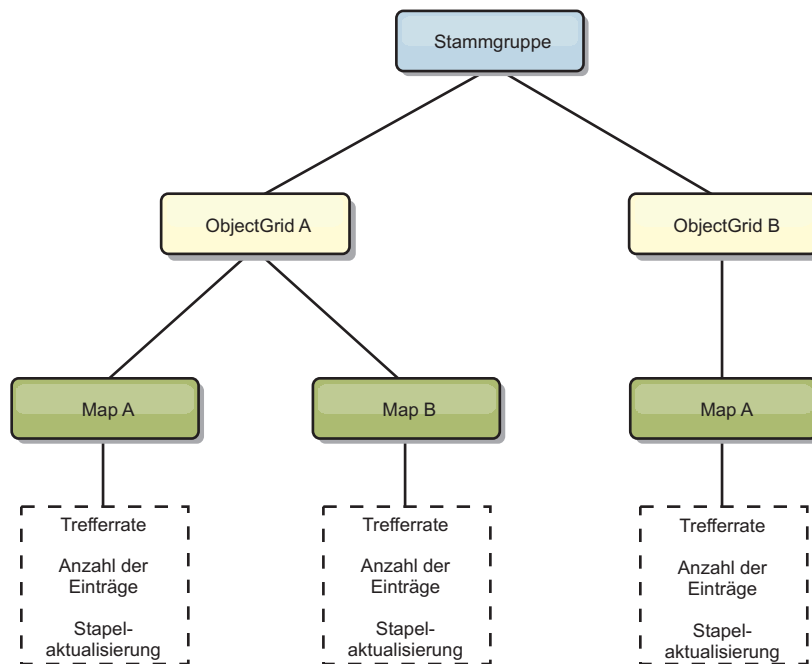 Stammgruppe
ObjectGrid A
ObjectGrid B
Map A
Map B
Map A
Trefferrate
Anzahl der
Einträge
Stapel-
aktualisierung
Trefferrate
Anzahl der
Einträge
Stapel-
aktualisierung
Trefferrate
Anzahl der
Einträge
Stapel-
aktualisierung